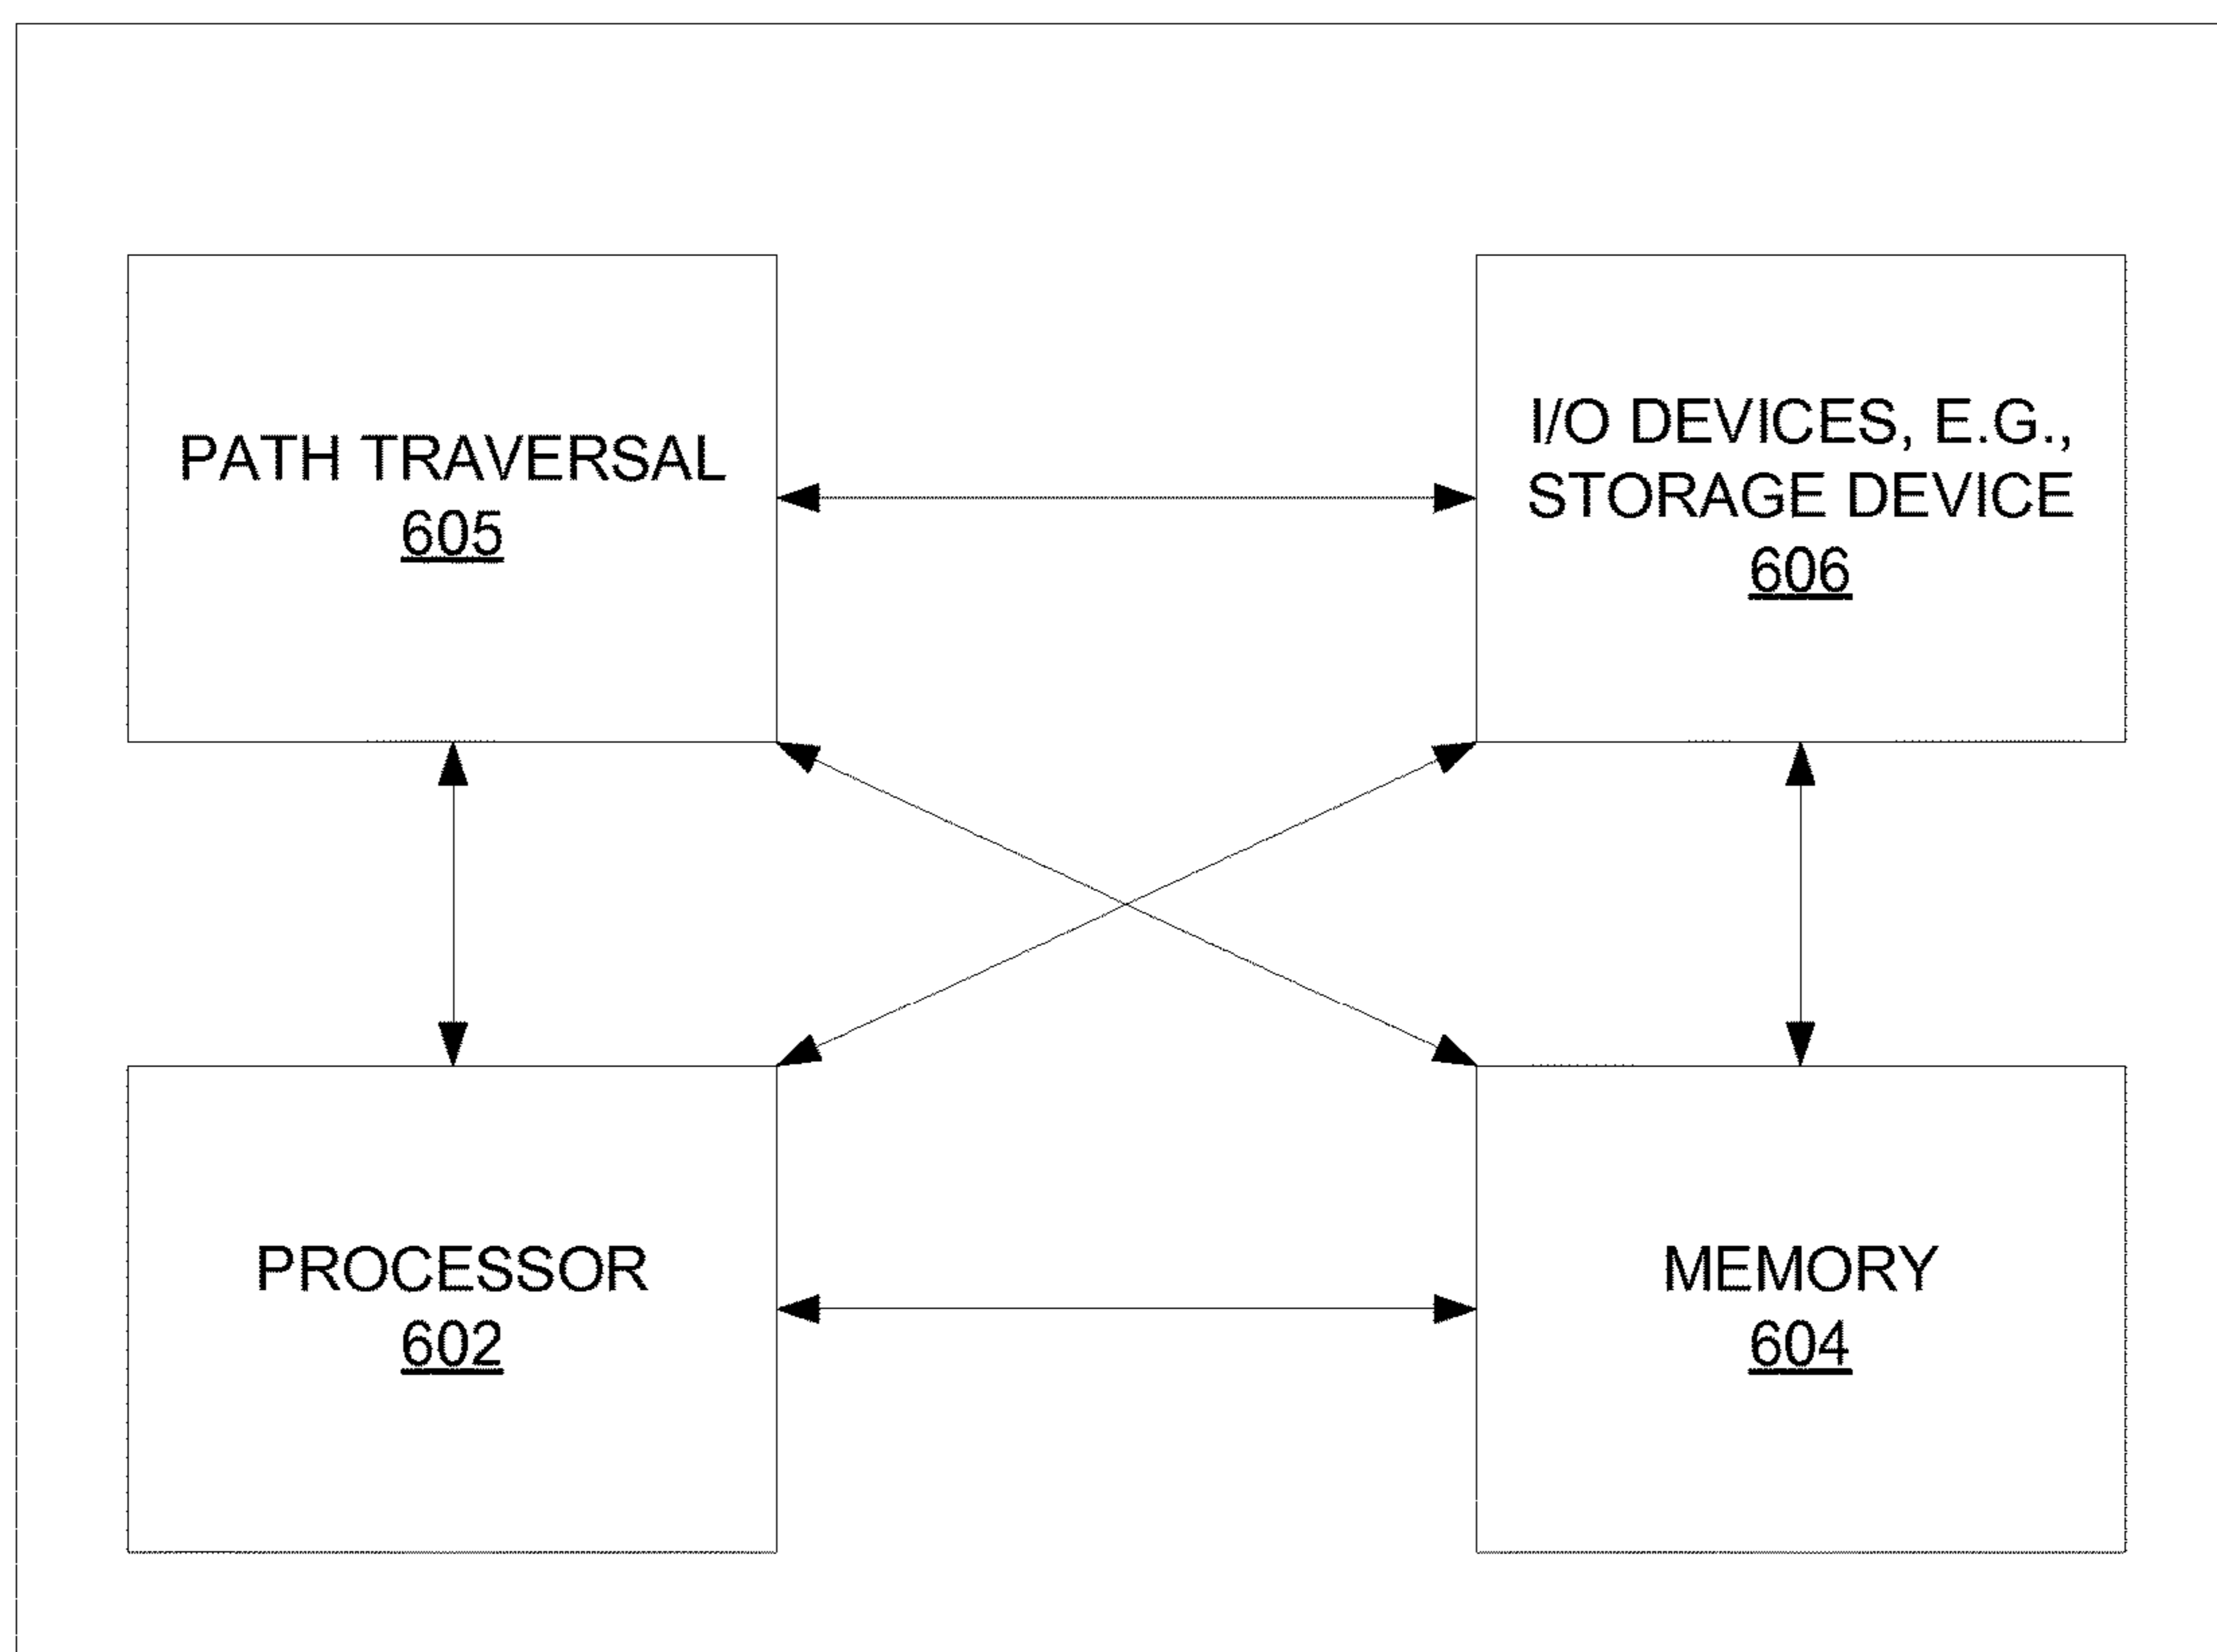 PATH TRAVERSAL
605
I/O DEVICES, E.G.,
STORAGE DEVICE
606
PROCESSOR
602
MEMORY
604